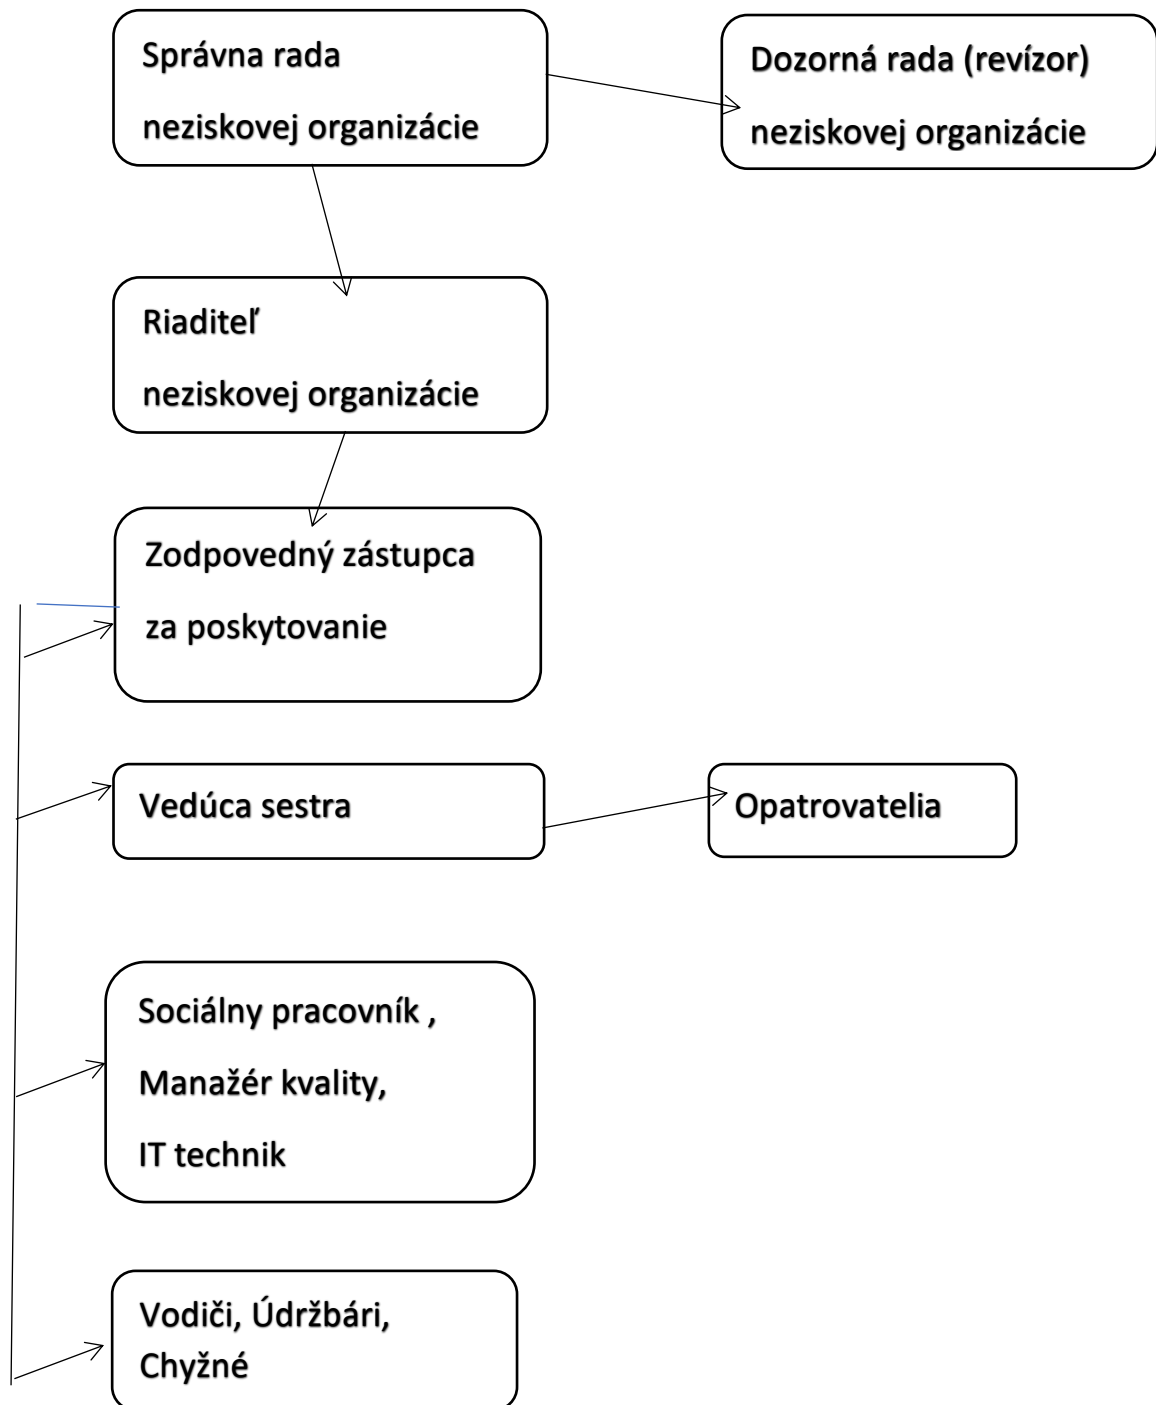 Správna rada
neziskovej organizácie
Dozorná rada (revízor)
neziskovej organizácie
Riaditeľ
neziskovej organizácie
Zodpovedný zástupca
za poskytovanie
Vedúca sestra
Opatrovatelia
Sociálny pracovník ,
Manažér kvality,
IT technik
Vodiči, Údržbári,
Chyžné